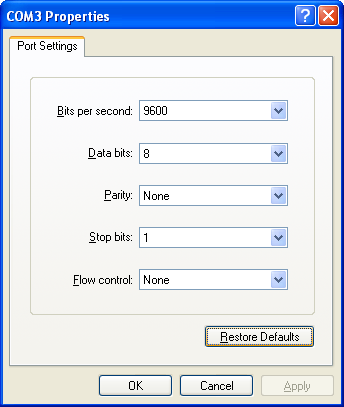 COM3 Properties
Port Settings
Bits per second: 9600
Data bits: 8
Parity: None
Stop bits: 1
Flow control: None
Restore Defaults
OK Cancel Apply